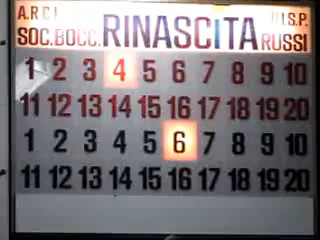 A.R.C.I U.I.S.P.
SOC.BOCC. RINASCITA RUSSI
1 2 3 4 5 6 7 8 9 10
11 12 13 14 15 16 17 18 19 20
1 2 3 4 5 6 7 8 9 10
11 12 13 14 15 16 17 18 19 20